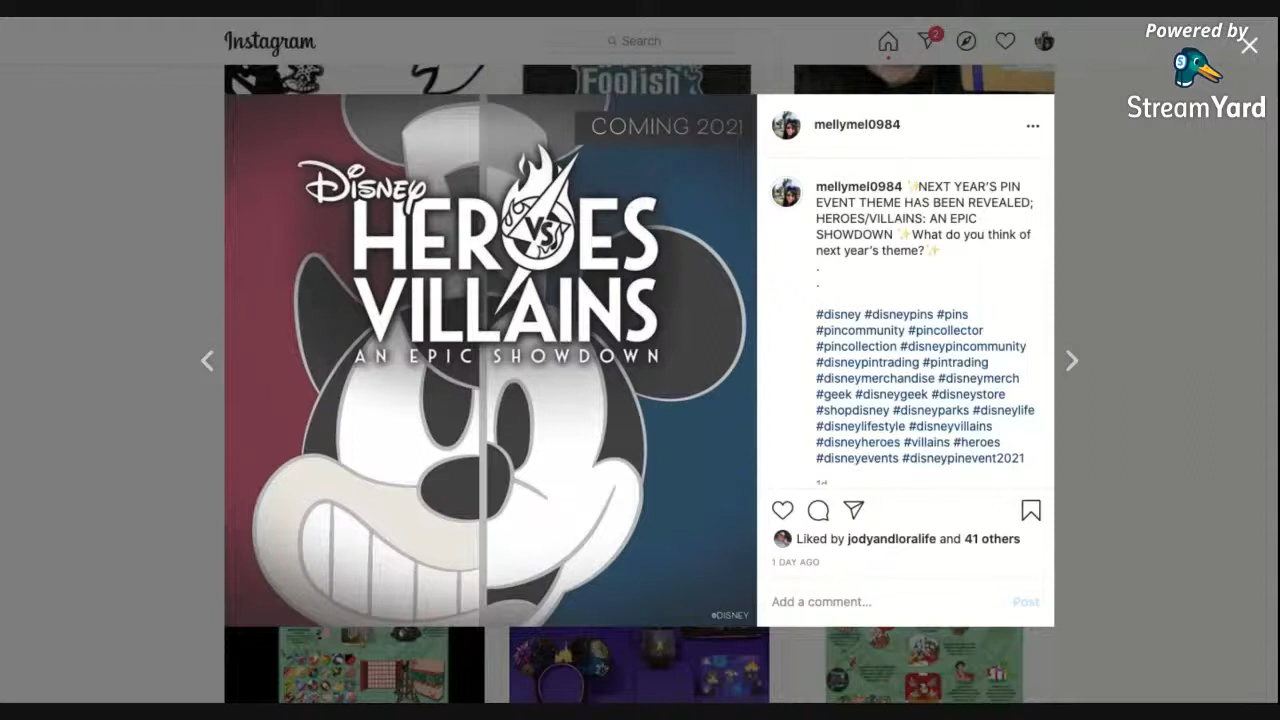 Powered by
StreamYard
Instagram
Search
2
Foolish
COMING 2021
Disney
HEROES
VS
VILLAINS
AN EPIC SHOWDOWN
©DISNEY
mellymel0984
mellymel0984 ✨NEXT YEAR'S PIN
EVENT THEME HAS BEEN REVEALED;
HEROES/VILLAINS: AN EPIC
SHOWDOWN ✨What do you think of
next year's theme?✨
.
.
#disney #disneypins #pins
#pincommunity #pincollector
#pincollection #disneypincommunity
#disneypintrading #pintrading
#disneymerchandise #disneymerch
#geek #disneygeek #disneystore
#shopdisney #disneyparks #disneylife
#disneylifestyle #disneyvillains
#disneyheroes #villains #heroes
#disneyevents #disneypinevent2021
1d
Liked by jodyandloralife and 41 others
1 DAY AGO
Add a comment...
Post